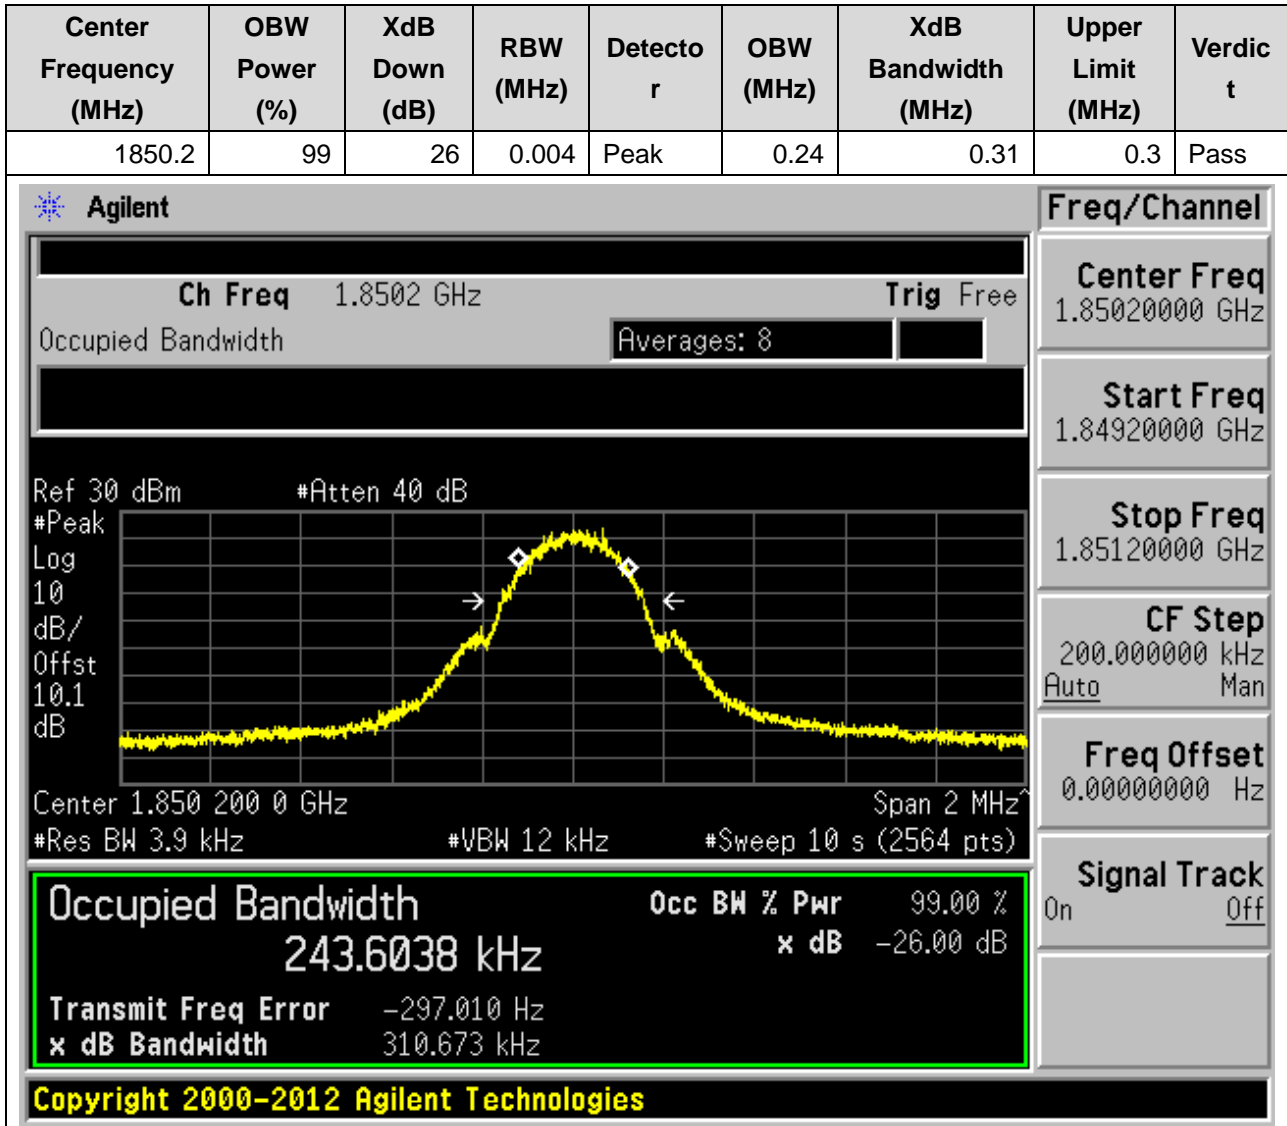 Center Frequency (MHz) OBW Power (%) XdB Down (dB) RBW (MHz) Detector OBW (MHz) XdB Bandwidth (MHz) Upper Limit (MHz) Verdict
1850.2 99 26 0.004 Peak 0.24 0.31 0.3 Pass
Agilent
Freq/Channel
Ch Freq 1.8502 GHz Trig Free
Occupied Bandwidth Averages: 8
Center Freq
1.85020000 GHz
Start Freq
1.84920000 GHz
Stop Freq
1.85120000 GHz
CF Step
200.000000 kHz
Auto Man
Freq Offset
0.00000000 Hz
Signal Track
On Off
Ref 30 dBm #Atten 40 dB
#Peak
Log
10
dB/
Offst
10.1
dB
Center 1.850 200 0 GHz Span 2 MHz^
#Res BW 3.9 kHz #VBW 12 kHz #Sweep 10 s (2564 pts)
Occupied Bandwidth Occ BW % Pwr 99.00 %
243.6038 kHz x dB -26.00 dB
Transmit Freq Error -297.010 Hz
x dB Bandwidth 310.673 kHz
Copyright 2000-2012 Agilent Technologies